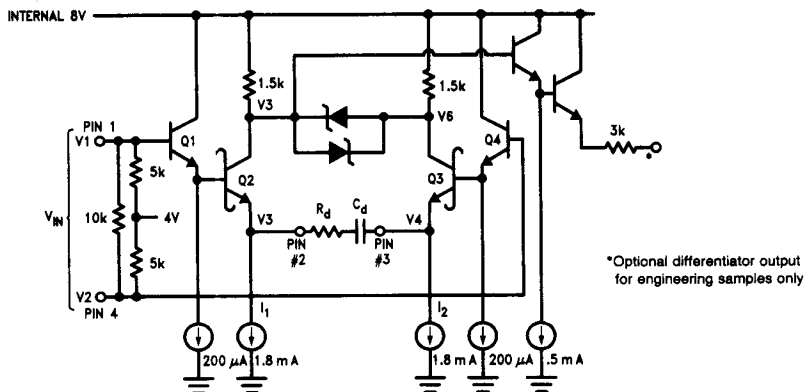 INTERNAL 8V
1.5k
1.5k
V3
V6
3k
PIN 1
V1
Q1
Q4
5k
Q2
Q3
VIN
10k
4V
*
Rd
Cd
V3
V4
5k
PIN
#2
PIN
#3
*Optional differentiator output
for engineering samples only
V2
PIN 4
I1
I2
200 μA
1.8 mA
1.8 mA
200 μA
.5 mA